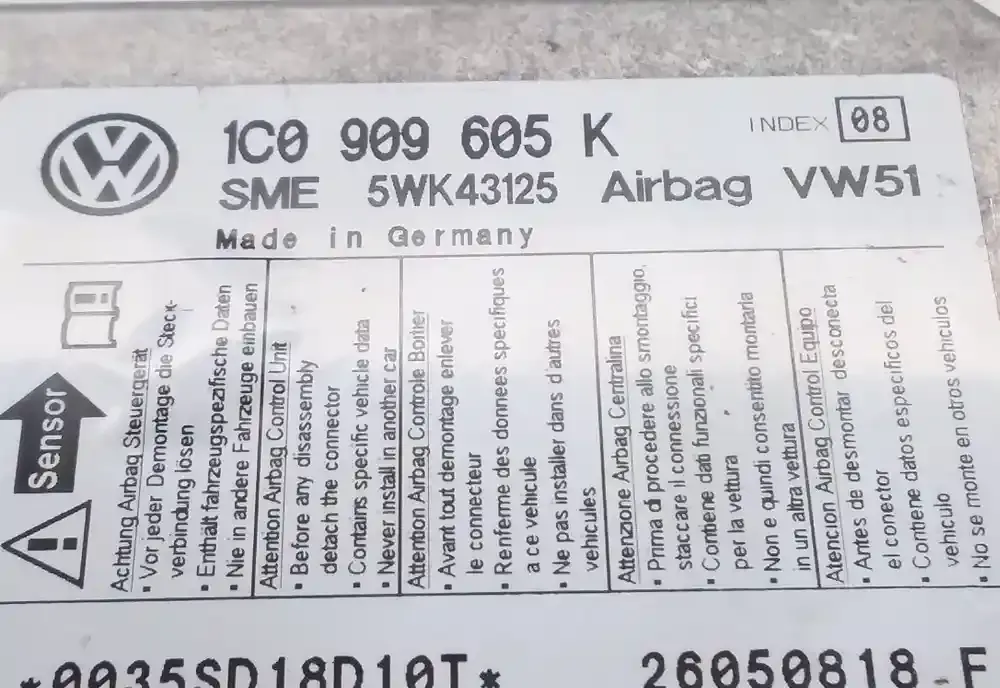 1C0 909 605 K
INDEX 08
SME 5WK43125 Airbag VW51
Made in Germany
Sensor
Achtung Airbag Steuergerät
• Vor jeder Demontage die Steck-
verbindung lösen
• Enthält fahrzeugspezifische Daten
• Nie in andere Fahrzeuge einbauen
Attention Airbag Control Unit
• Before any disassembly
detach the connector
• Contains specific vehicle data
• Never install in another car
Attention Airbag Controle Boitier
• Avant tout demontage enlever
le connecteur
• Renferme des donnees specifiques
a ce vehicule
• Ne pas installer dans d'autres
vehicules
Attenzione Airbag Centralina
• Prima di procedere allo smontaggio,
staccare il connessione
• Contiene dati funzionali specifici
per la vettura
• Non e quindi consentito montarla
in un altra vettura
Atencion Airbag Control Equipo
• Antes de desmontar desconecta
el conector
• Contrene datos especificos del
vehiculo
• No se monte en otros vehiculos
*0035SD18D10T* 26050818 F